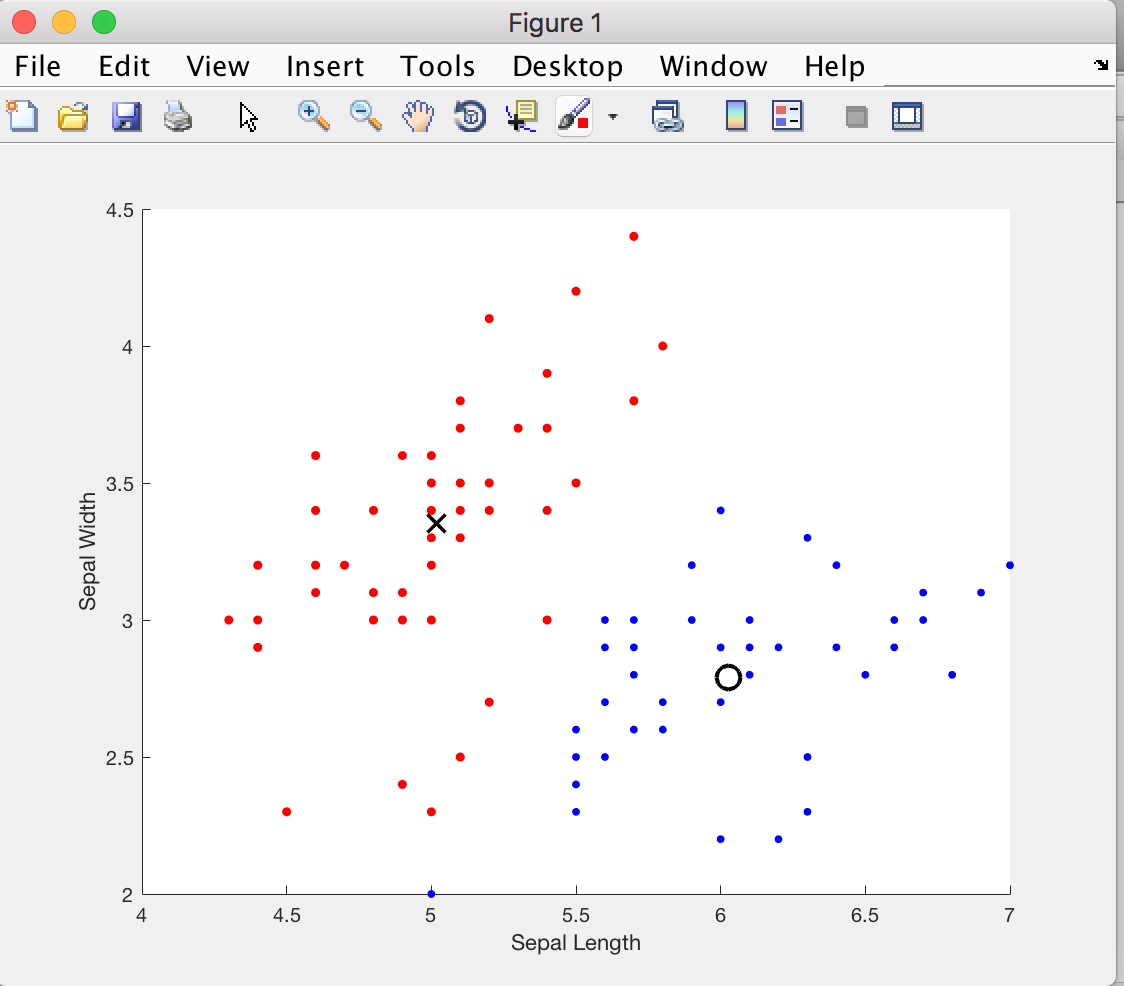 Figure 1
File Edit View Insert Tools Desktop Window Help
4.5
4
3.5
3
2.5
2
Sepal Width
4 4.5 5 5.5 6 6.5 7
Sepal Length